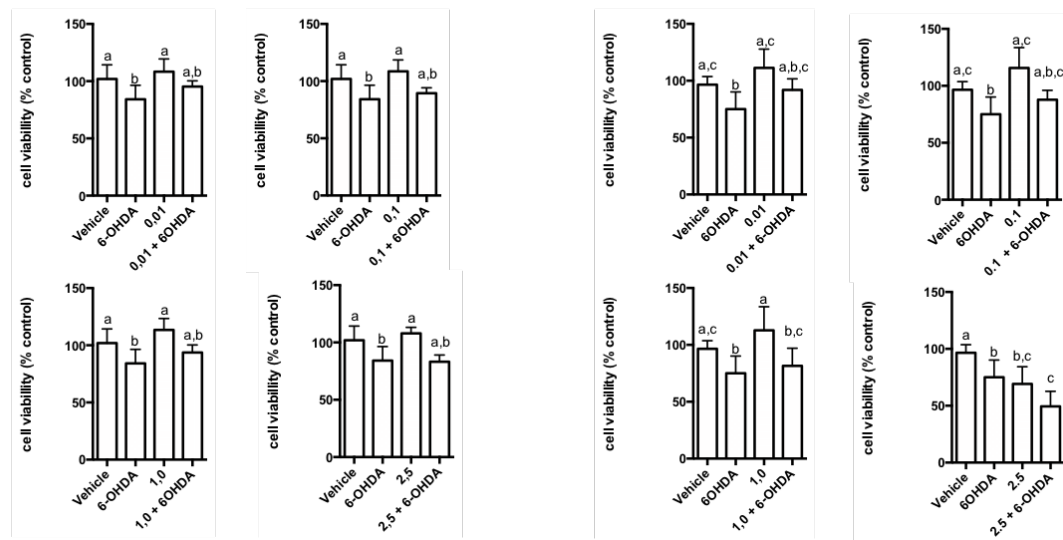 cell viability (% control)
150
100
50
0
a
b
a
a,b
Vehicle
6-OHDA
0,01
0,01 + 6OHDA
cell viability (% control)
150
100
50
0
a
b
a
a,b
Vehicle
6-OHDA
0,1
0,1 + 6OHDA
cell viability (% control)
150
100
50
0
a,c
b
a,c
a,b,c
Vehicle
6OHDA
0.01
0.01 + 6-OHDA
cell viability (% control)
150
100
50
0
a,c
b
a,c
a,b,c
Vehicle
6OHDA
0.1
0.1 + 6-OHDA
cell viability (% control)
150
100
50
0
a
b
a
a,b
Vehicle
6-OHDA
1,0
1,0 + 6OHDA
cell viability (% control)
150
100
50
0
a
b
a
b
Vehicle
6-OHDA
2,5
2,5 + 6-OHDA
cell viability (% control)
150
100
50
0
a,c
b
a
b,c
Vehicle
6OHDA
1,0
1,0 + 6-OHDA
cell viability (% control)
150
100
50
0
a
b
b,c
c
Vehicle
6OHDA
2.5
2.5 + 6-OHDA